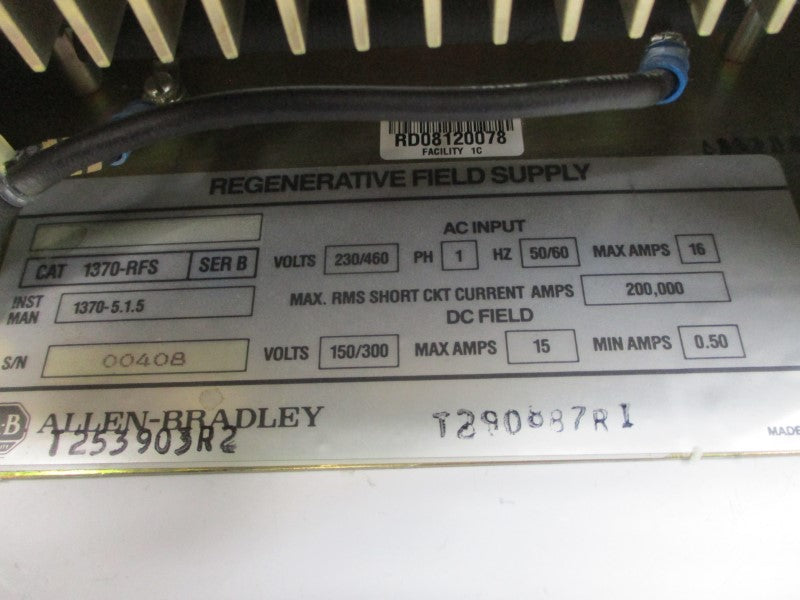 RD08120078
FACILITY 1C
REGENERATIVE FIELD SUPPLY
AC INPUT
CAT 1370-RFS SER B VOLTS 230/460 PH 1 HZ 50/60 MAX AMPS 16
INST MAN 1370-5.1.5 MAX. RMS SHORT CKT CURRENT AMPS 200,000
DC FIELD
S/N 00408 VOLTS 150/300 MAX AMPS 15 MIN AMPS 0.50
A-B ALLEN-BRADLEY
T253903R2 T290887RI
MADE